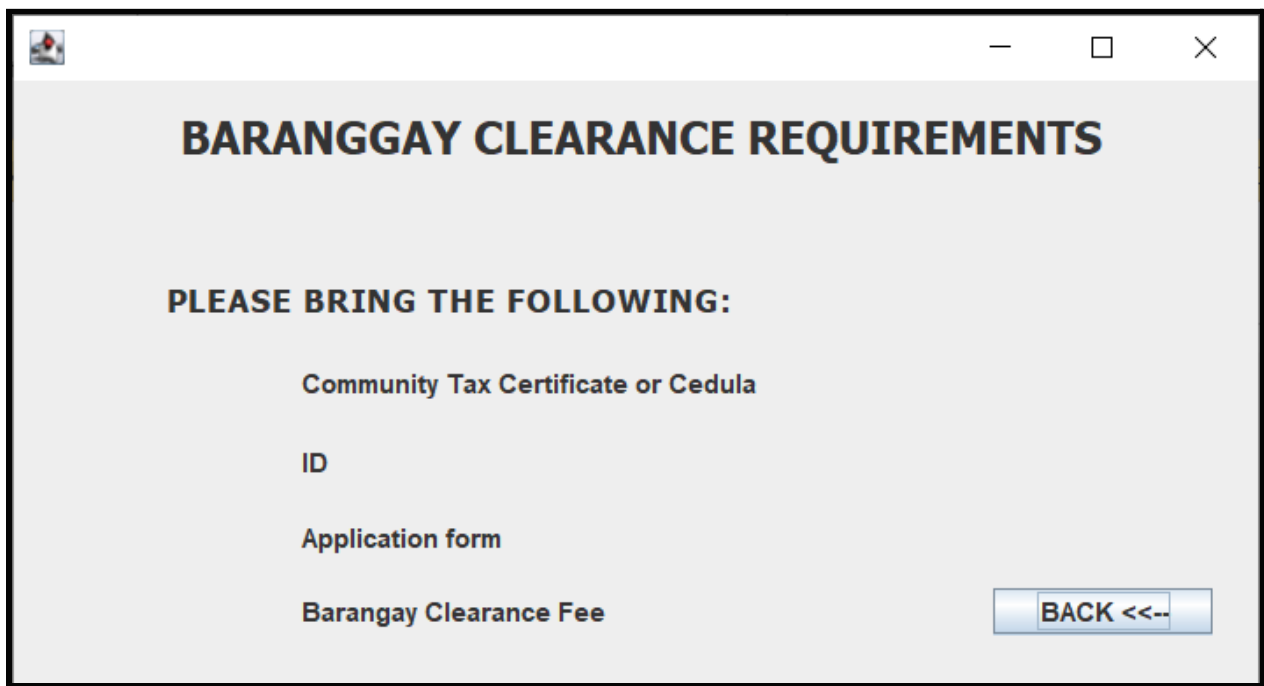 BARANGGAY CLEARANCE REQUIREMENTS
PLEASE BRING THE FOLLOWING:
Community Tax Certificate or Cedula
ID
Application form
Barangay Clearance Fee
BACK <<--